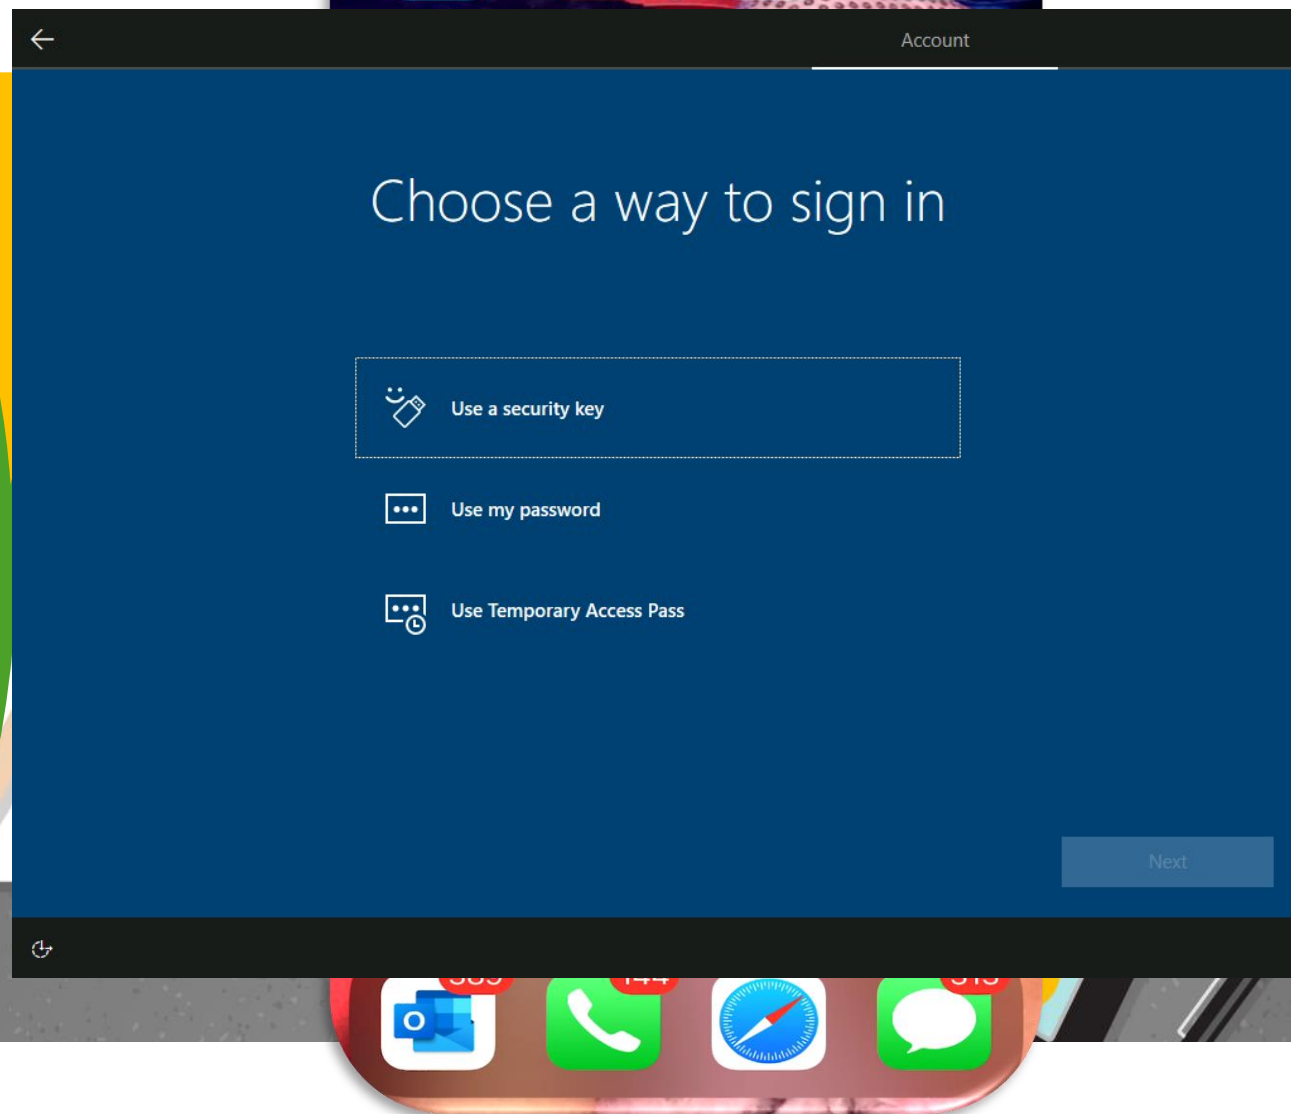 Account
Choose a way to sign in
Use a security key
Use my password
Use Temporary Access Pass
Next